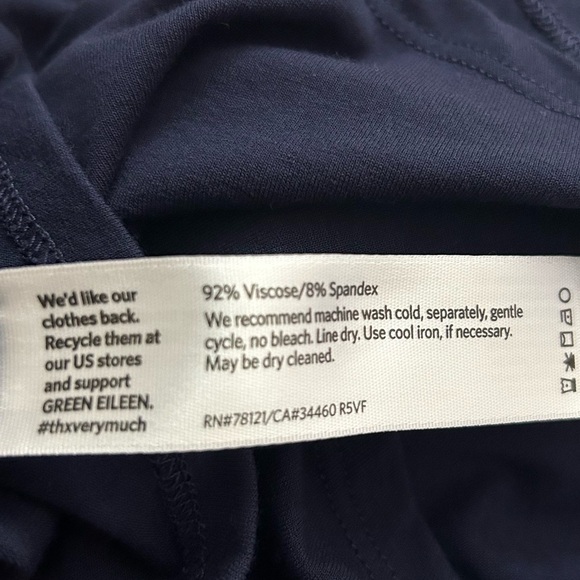 We'd like our
clothes back.
Recycle them at
our US stores
and support
GREEN EILEEN.
#thxverymuch
92% Viscose/8% Spandex
We recommend machine wash cold, separately, gentle
cycle, no bleach. Line dry. Use cool iron, if necessary.
May be dry cleaned.
RN#78121/CA#34460 R5VF